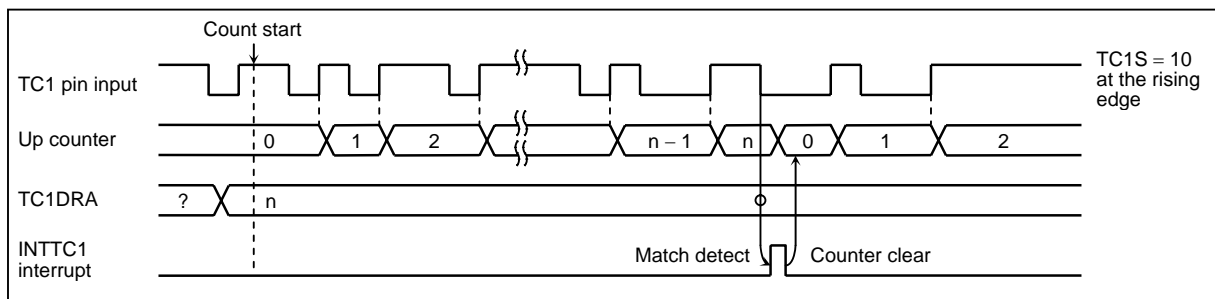 Count start
TC1 pin input
TC1S = 10
at the rising
edge
Up counter
0 1 2 n − 1 n 0 1 2
TC1DRA
? n
INTTC1
interrupt
Match detect Counter clear